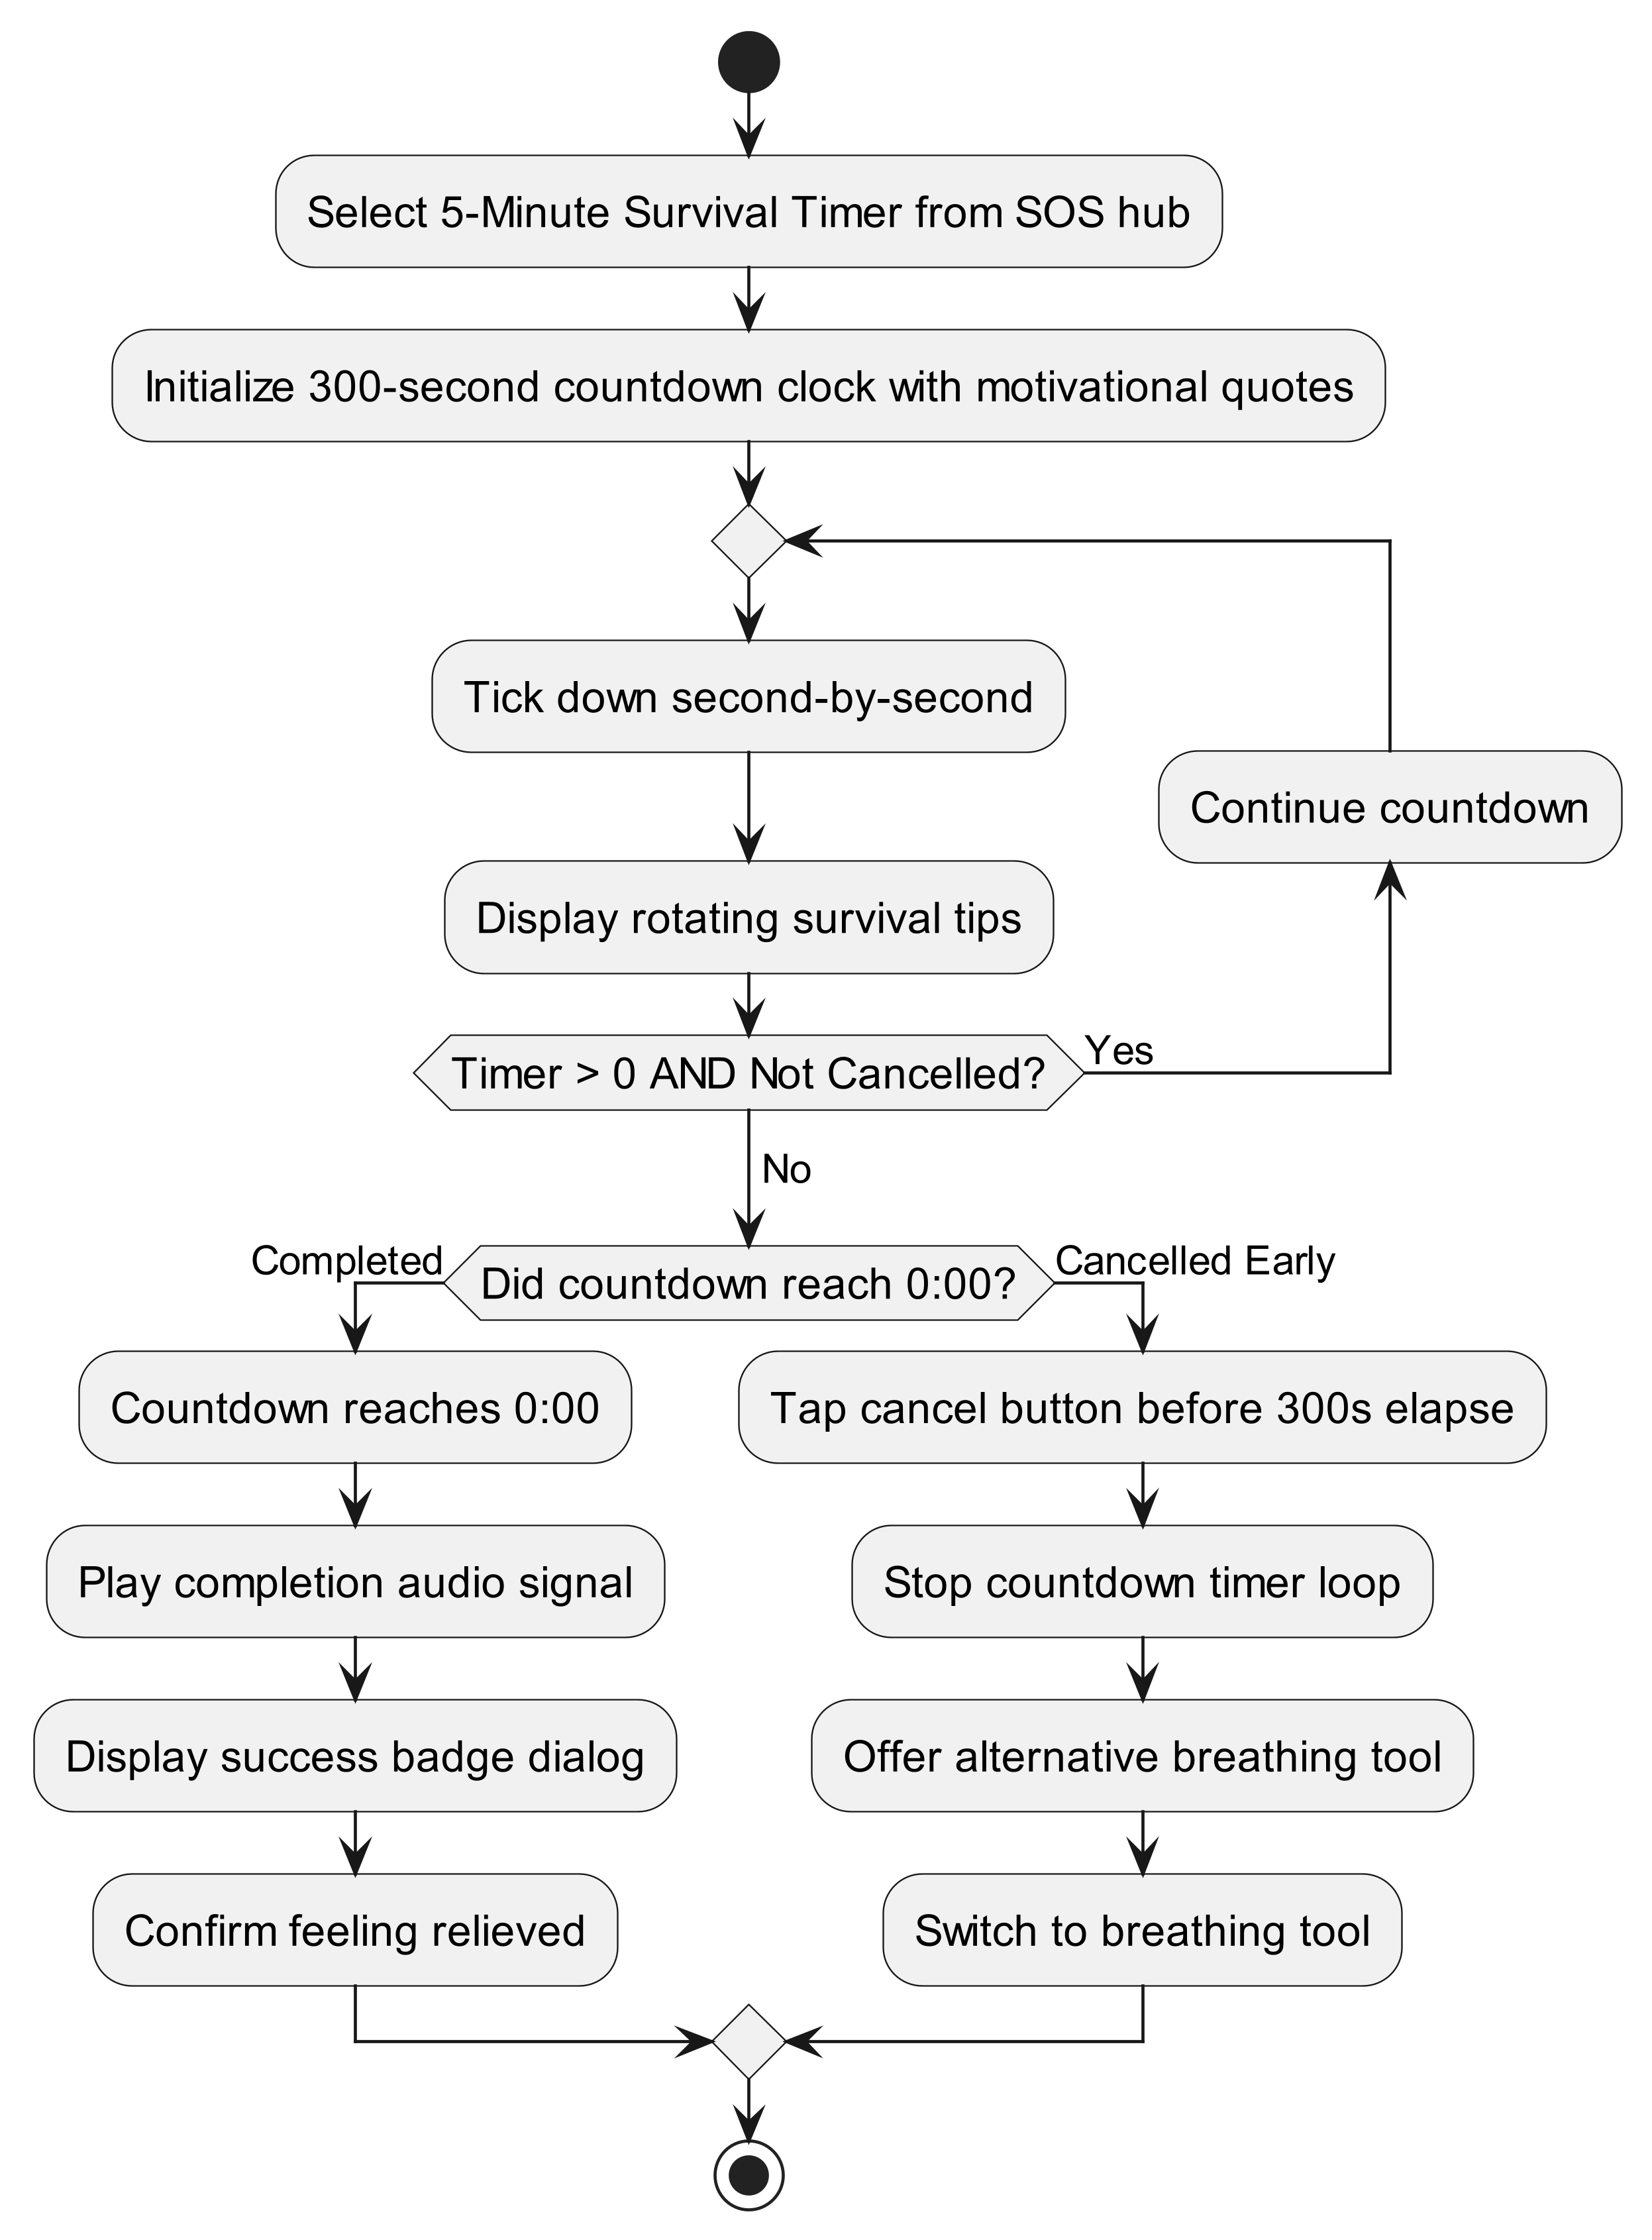 Select 5-Minute Survival Timer from SOS hub
Initialize 300-second countdown clock with motivational quotes
Tick down second-by-second
Continue countdown
Display rotating survival tips
Timer > 0 AND Not Cancelled?
Yes
No
Did countdown reach 0:00?
Completed
Cancelled Early
Countdown reaches 0:00
Play completion audio signal
Display success badge dialog
Confirm feeling relieved
Tap cancel button before 300s elapse
Stop countdown timer loop
Offer alternative breathing tool
Switch to breathing tool